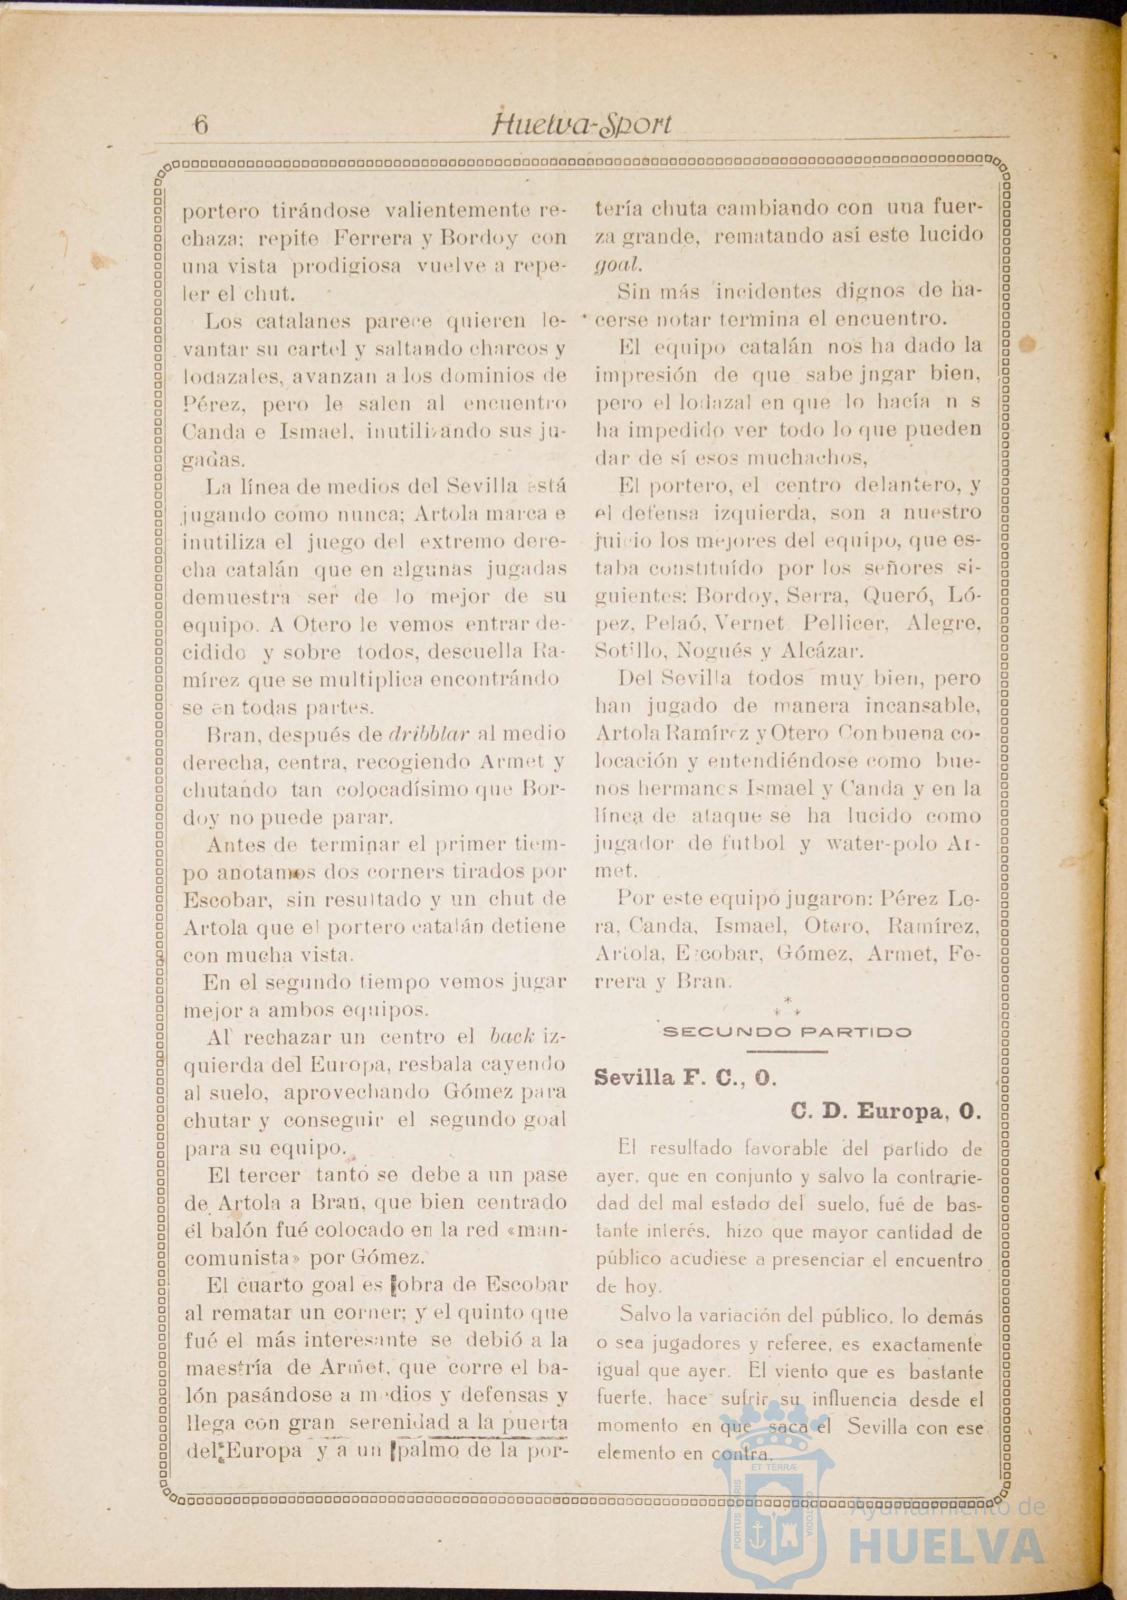 6
Huelva-Sport
portero tirándose valientemente re-
chaza; repite Ferrera y Bordoy con
una vista prodigiosa vuelve a repe-
ler el chut.
Los catalanes parece quieren le-
vantar su cartel y saltando charcos y
lodazales, avanzan a los dominios de
Pérez, pero le salen al encuentro
Canda e Ismael, inutilizando sus ju-
gadas.
La línea de medios del Sevilla está
jugando como nunca; Artola marca e
inutiliza el juego del extremo dere-
cha catalán que en algunas jugadas
demuestra ser de lo mejor de su
equipo. A Otero le vemos entrar de-
cidido y sobre todos, descuella Ra-
mírez que se multiplica encontrándo
se en todas partes.
Bran, después de dribblar al medio
derecha, centra, recogiendo Armet y
chutando tan colocadísimo que Bor-
doy no puede parar.
Antes de terminar el primer tiem-
po anotamos dos corners tirados por
Escobar, sin resultado y un chut de
Artola que el portero catalán detiene
con mucha vista.
En el segundo tiempo vemos jugar
mejor a ambos equipos.
Al rechazar un centro el back iz-
quierda del Europa, resbala cayendo
al suelo, aprovechando Gómez para
chutar y conseguir el segundo goal
para su equipo.
El tercer tanto se debe a un pase
de Artola a Bran, que bien centrado
el balón fué colocado en la red «man-
comunista» por Gómez.
El cuarto goal es obra de Escobar
al rematar un corner; y el quinto que
fué el más interesante se debió a la
maestría de Armet, que corre el ba-
lón pasándose a medios y defensas y
llega con gran serenidad a la puerta
del Europa y a un palmo de la por-
tería chuta cambiando con una fuer-
za grande, rematando así este lucido
goal.
Sin más incidentes dignos de ha-
cerse notar termina el encuentro.
El equipo catalán nos ha dado la
impresión de que sabe jngar bien,
pero el lodazal en que lo hacía n s
ha impedido ver todo lo que pueden
dar de sí esos muchachos,
El portero, el centro delantero, y
el defensa izquierda, son a nuestro
juicio los mejores del equipo, que es-
taba constituído por los señores si-
guientes: Bordoy, Serra, Queró, Ló-
pez, Pelaó, Vernet Pellicer, Alegre,
Sotillo, Nogués y Alcázar.
Del Sevilla todos muy bien, pero
han jugado de manera incansable,
Artola Ramírez y Otero Con buena co-
locación y entendiéndose como bue-
nos hermanos Ismael y Canda y en la
línea de ataque se ha lucido como
jugador de futbol y water-polo Ar-
met.
Por este equipo jugaron: Pérez Le-
ra, Canda, Ismael, Otero, Ramírez,
Artola, Escobar, Gómez, Armet, Fe-
rrera y Bran.
*
* *
SECUNDO PARTIDO
Sevilla F. C., 0.
C. D. Europa, 0.
El resultado favorable del partido de
ayer, que en conjunto y salvo la contrarie-
dad del mal estado del suelo, fué de bas-
tante interés, hizo que mayor cantidad de
público acudiese a presenciar el encuentro
de hoy.
Salvo la variación del público, lo demás
o sea jugadores y referee, es exactamente
igual que ayer. El viento que es bastante
fuerte, hace sufrir su influencia desde el
momento en que saca el Sevilla con ese
elemento en contra.
ET TERRÆ
PORTUS MARIS
CUSTODIA
Ayuntamiento de
HUELVA